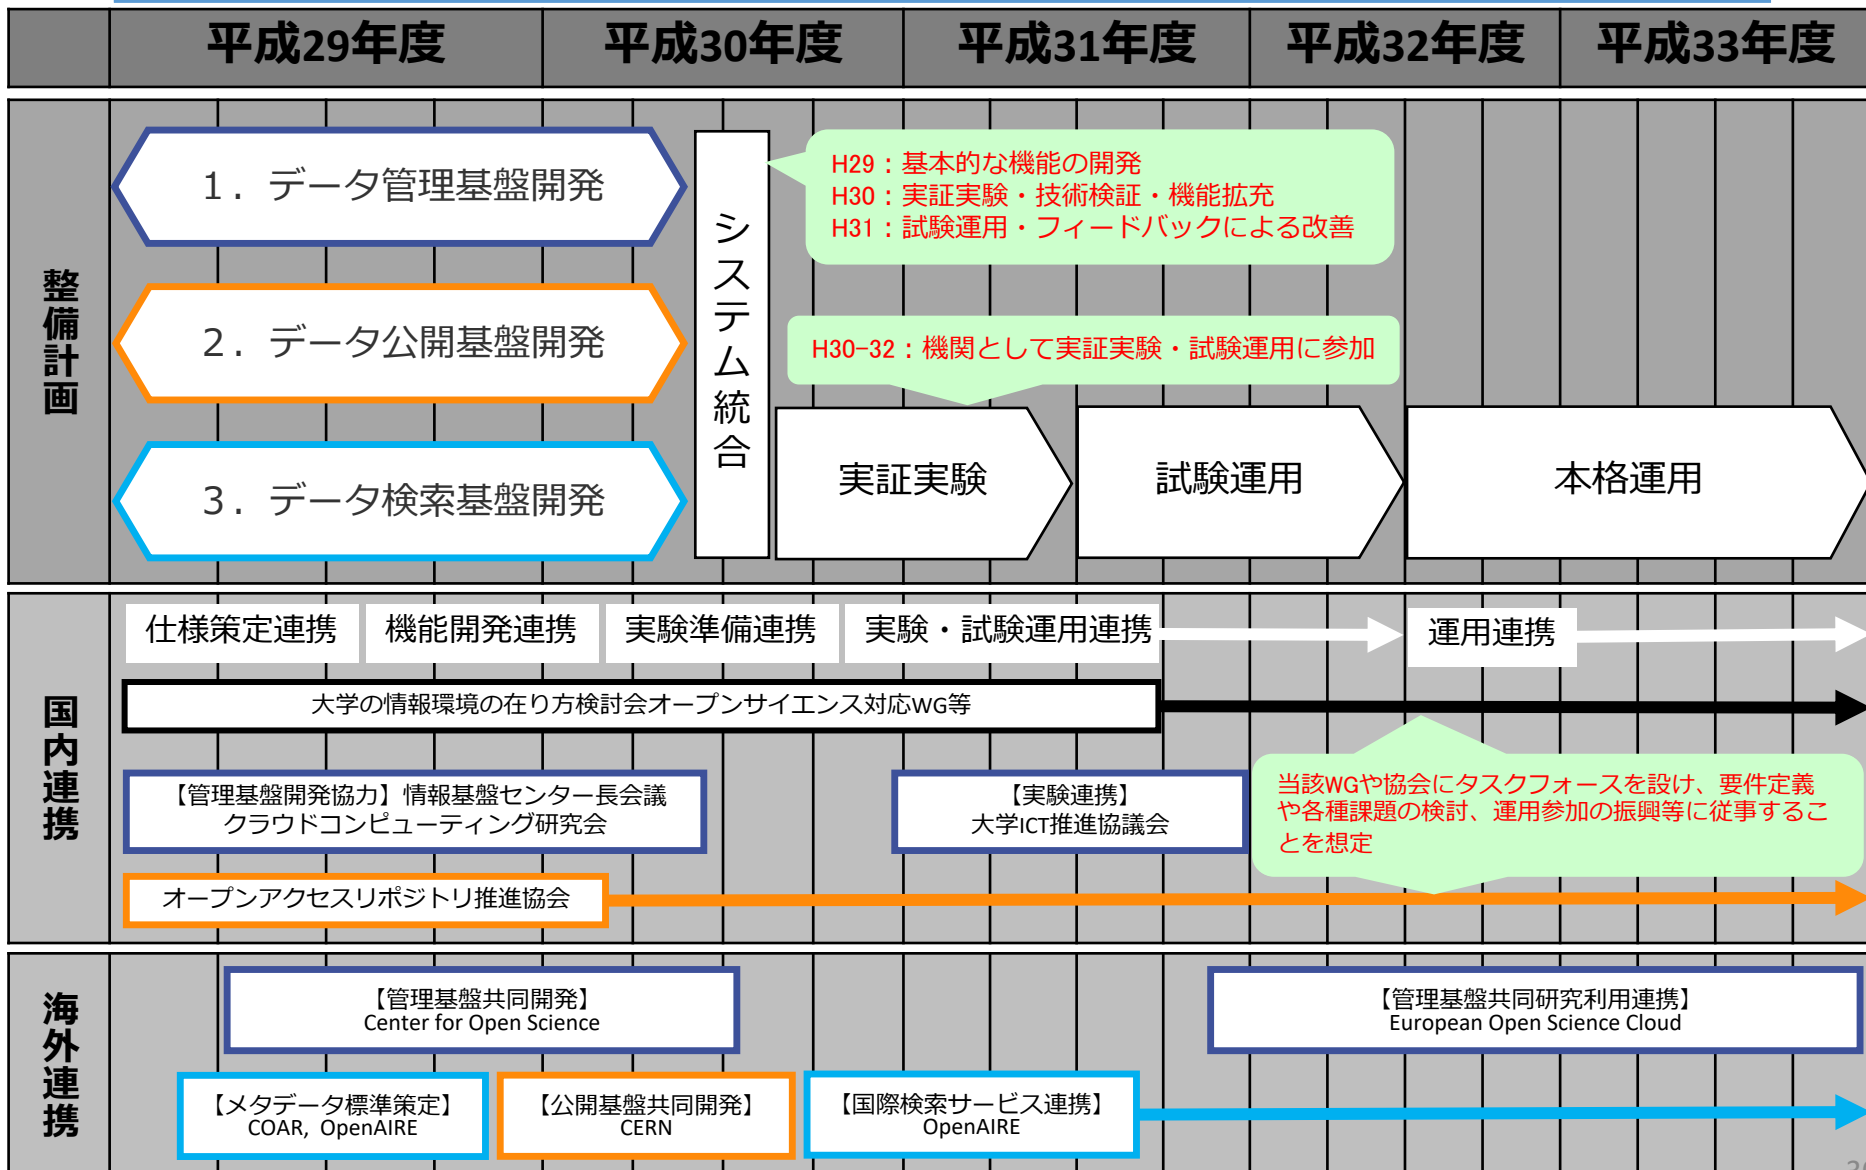 平成29年度
平成30年度
平成31年度
平成32年度
平成33年度
整備計画
1．データ管理基盤開発
2．データ公開基盤開発
3．データ検索基盤開発
システム統合
H29：基本的な機能の開発
H30：実証実験・技術検証・機能拡充
H31：試験運用・フィードバックによる改善
H30-32：機関として実証実験・試験運用に参加
実証実験
試験運用
本格運用
国内連携
仕様策定連携
機能開発連携
実験準備連携
実験・試験運用連携
運用連携
大学の情報環境の在り方検討会オープンサイエンス対応WG等
【管理基盤開発協力】情報基盤センター長会議
クラウドコンピューティング研究会
【実験連携】
大学ICT推進協議会
当該WGや協会にタスクフォースを設け、要件定義
や各種課題の検討、運用参加の振興等に従事するこ
とを想定
オープンアクセスリポジトリ推進協会
海外連携
【管理基盤共同開発】
Center for Open Science
【管理基盤共同研究利用連携】
European Open Science Cloud
【メタデータ標準策定】
COAR, OpenAIRE
【公開基盤共同開発】
CERN
【国際検索サービス連携】
OpenAIRE